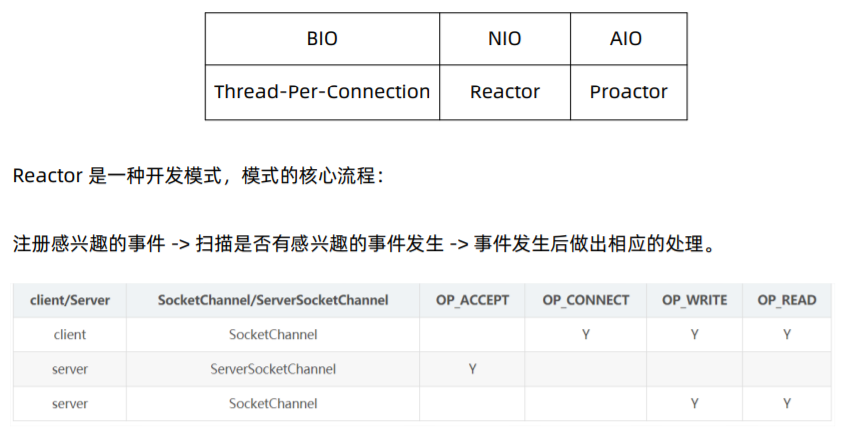 BIO NIO AIO
Thread-Per-Connection Reactor Proactor
Reactor 是一种开发模式，模式的核心流程：
注册感兴趣的事件 -> 扫描是否有感兴趣的事件发生 -> 事件发生后做出相应的处理。
client/Server SocketChannel/ServerSocketChannel OP_ACCEPT OP_CONNECT OP_WRITE OP_READ
client SocketChannel Y Y Y
server ServerSocketChannel Y
server SocketChannel Y Y